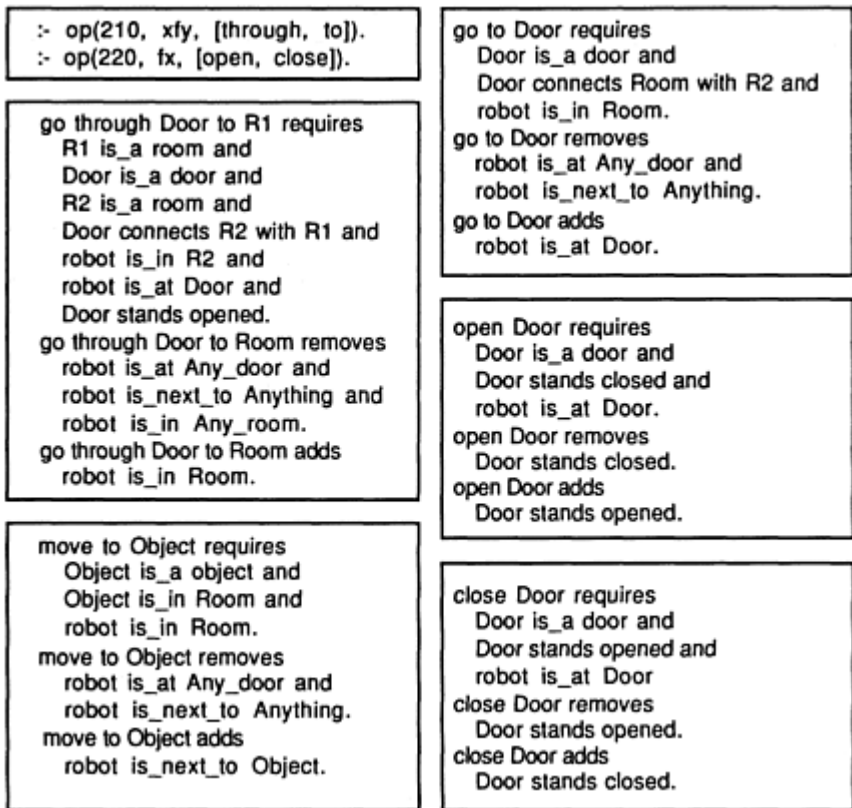 :- op(210, xfy, [through, to]).
:- op(220, fx, [open, close]).
go through Door to R1 requires
R1 is_a room and
Door is_a door and
R2 is_a room and
Door connects R2 with R1 and
robot is_in R2 and
robot is_at Door and
Door stands opened.
go through Door to Room removes
robot is_at Any_door and
robot is_next_to Anything and
robot is_in Any_room.
go through Door to Room adds
robot is_in Room.
move to Object requires
Object is_a object and
Object is_in Room and
robot is_in Room.
move to Object removes
robot is_at Any_door and
robot is_next_to Anything.
move to Object adds
robot is_next_to Object.
go to Door requires
Door is_a door and
Door connects Room with R2 and
robot is_in Room.
go to Door removes
robot is_at Any_door and
robot is_next_to Anything.
go to Door adds
robot is_at Door.
open Door requires
Door is_a door and
Door stands closed and
robot is_at Door.
open Door removes
Door stands closed.
open Door adds
Door stands opened.
close Door requires
Door is_a door and
Door stands opened and
robot is_at Door
close Door removes
Door stands opened.
close Door adds
Door stands closed.